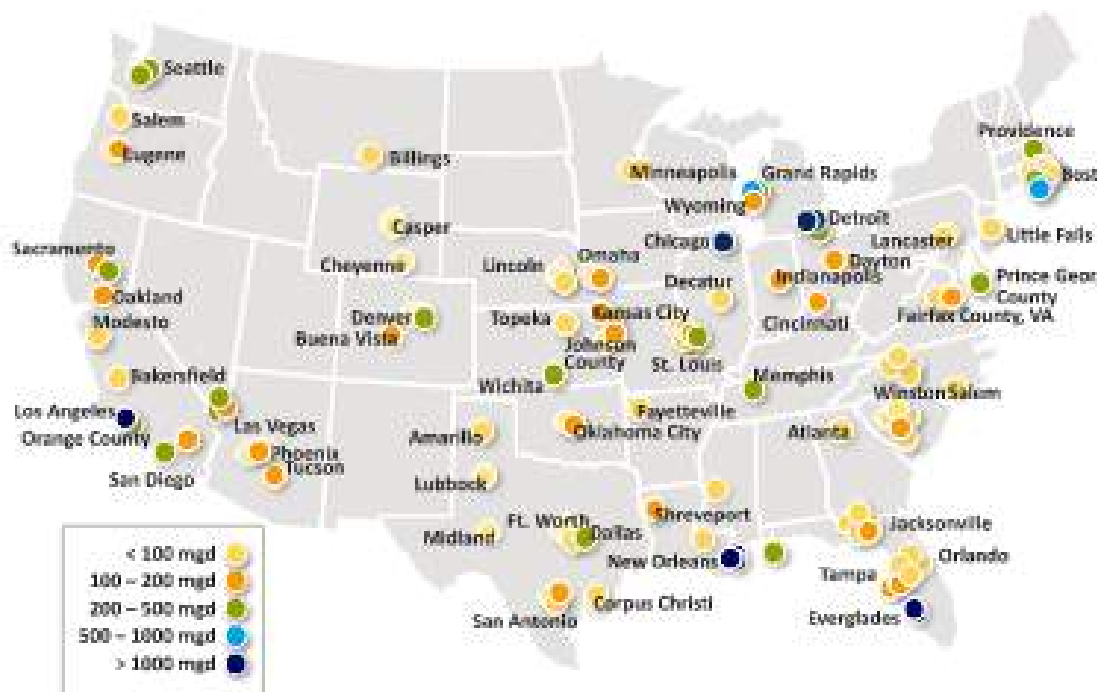 Seattle
Salem
Eugene
Billings
Casper
Cheyenne
Sacramento
Oakland
Modesto
Bakersfield
Los Angeles
Orange County
San Diego
Las Vegas
Phoenix
Tucson
Denver
Buena Vista
Lincoln
Omaha
Topeka
Kansas City
Johnson
County
Wichita
Decatur
St. Louis
Minneapolis
Grand Rapids
Wyoming
Chicago
Detroit
Dayton
Indianapolis
Cincinnati
Lancaster
Providence
Bost
Little Falls
Prince Geor
County
Fairfax County, VA
Memphis
Winston Salem
Fayetteville
Atlanta
Amarillo
Oklahoma City
Lubbock
Midland
Ft. Worth
Dallas
Shreveport
New Orleans
San Antonio
Corpus Christi
Jacksonville
Orlando
Tampa
Everglades
< 100 mgd
100 – 200 mgd
200 – 500 mgd
500 – 1000 mgd
> 1000 mgd